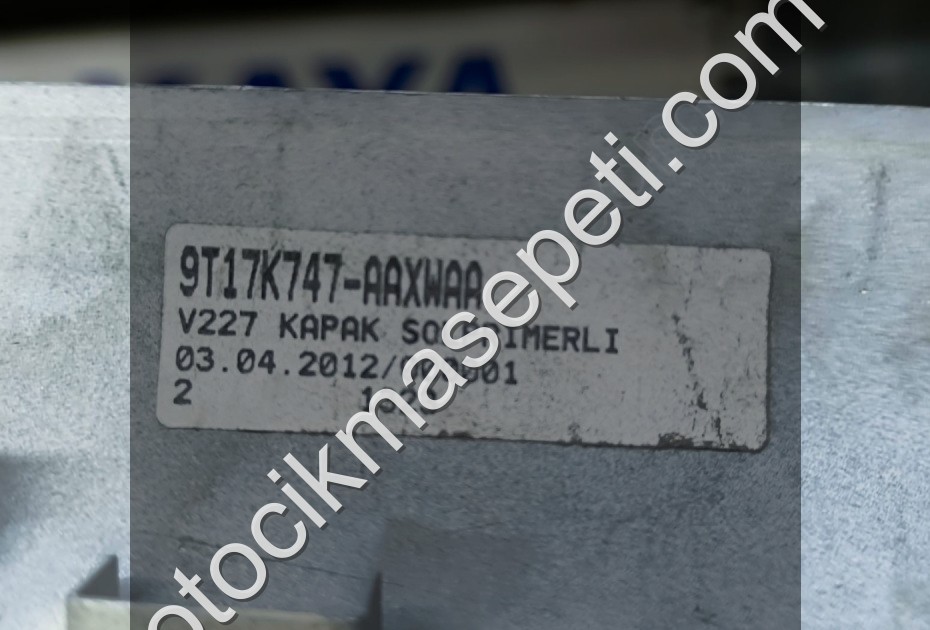 9T17K747-AAXWAA
V227 KAPAK
03.04.2012/
2
otocikmasepeti.com